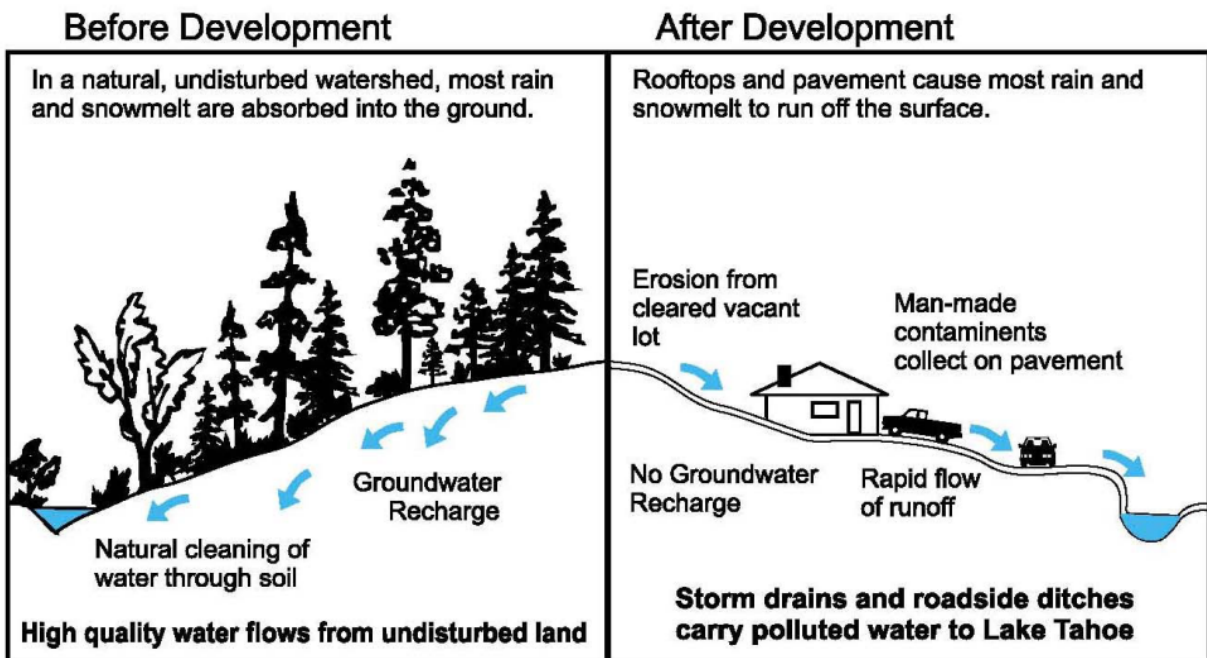 Before Development
In a natural, undisturbed watershed, most rain
and snowmelt are absorbed into the ground.
Groundwater
Recharge
Natural cleaning of
water through soil
High quality water flows from undisturbed land
After Development
Rooftops and pavement cause most rain and
snowmelt to run off the surface.
Erosion from
cleared vacant
lot
Man-made
contaminents
collect on pavement
No Groundwater
Recharge
Rapid flow
of runoff
Storm drains and roadside ditches
carry polluted water to Lake Tahoe